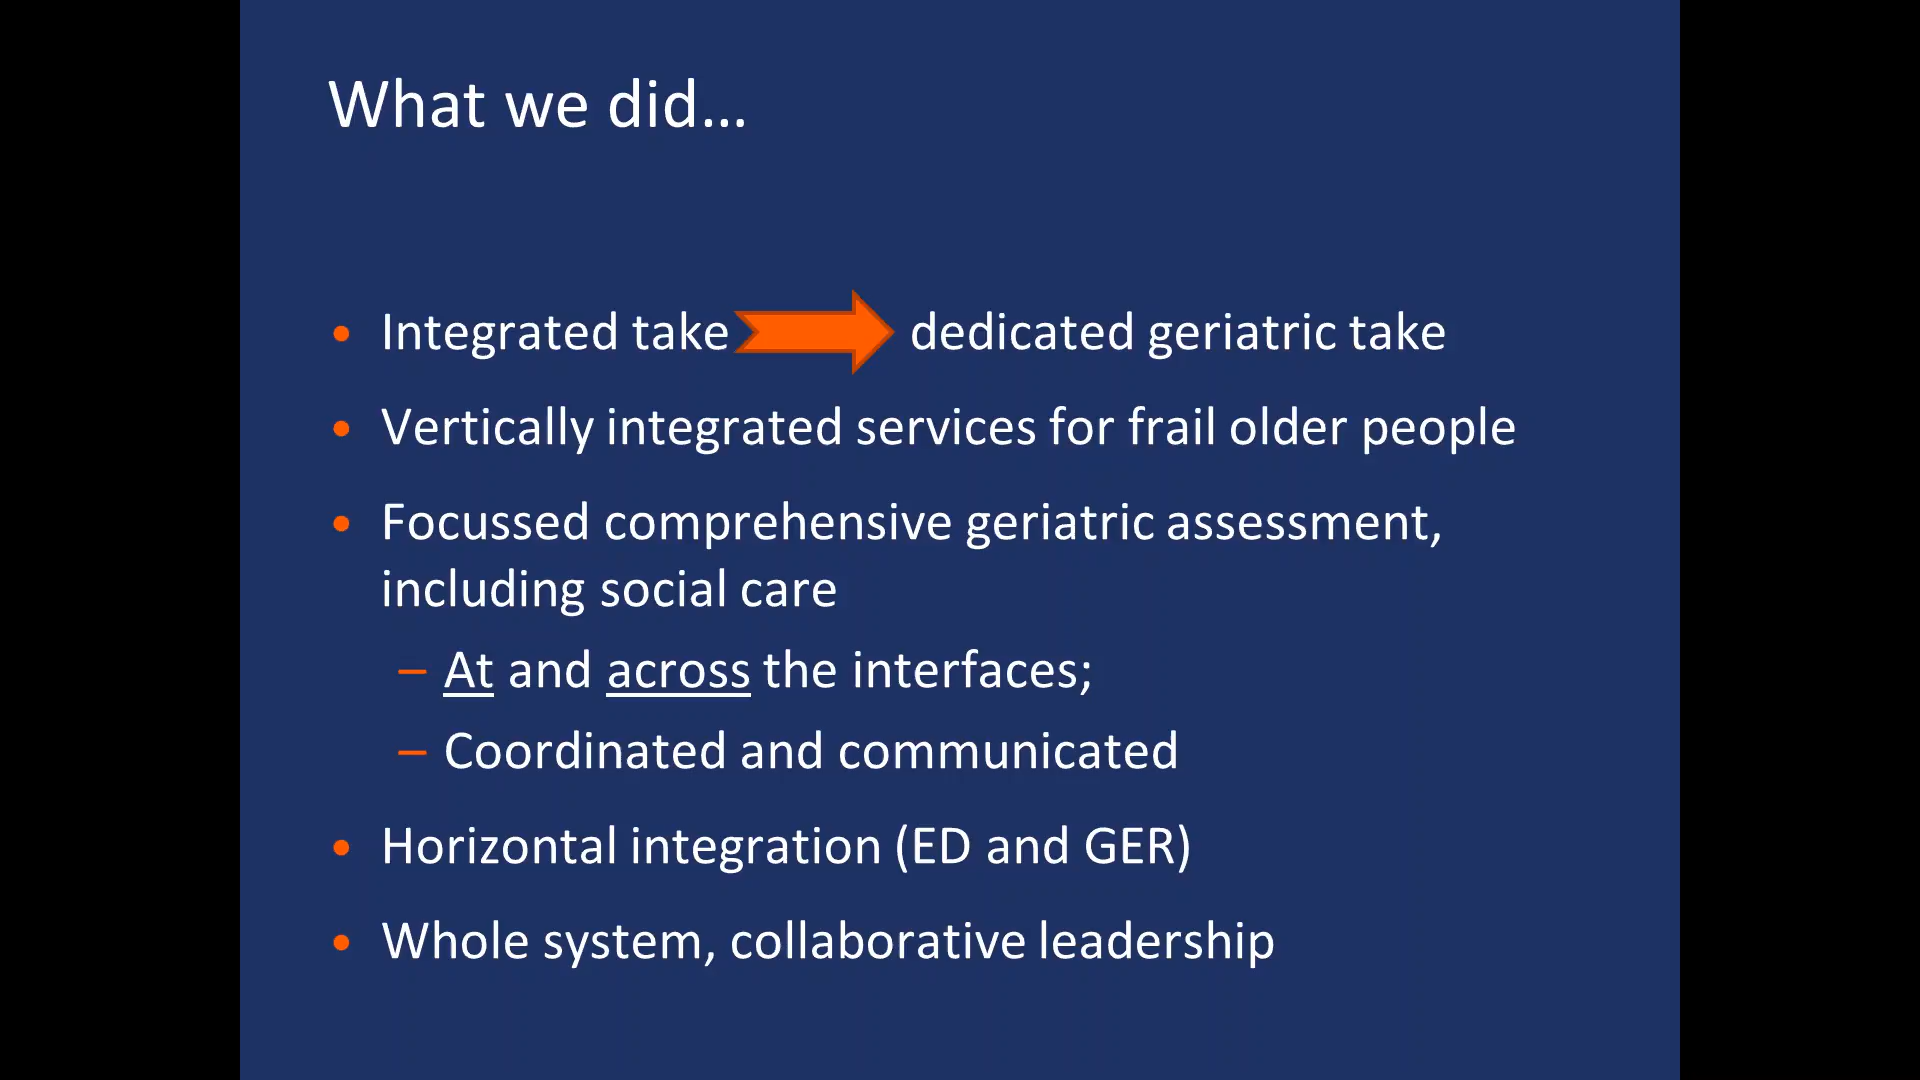 What we did...
• Integrated take dedicated geriatric take
• Vertically integrated services for frail older people
• Focussed comprehensive geriatric assessment,
including social care
– At and across the interfaces;
– Coordinated and communicated
• Horizontal integration (ED and GER)
• Whole system, collaborative leadership